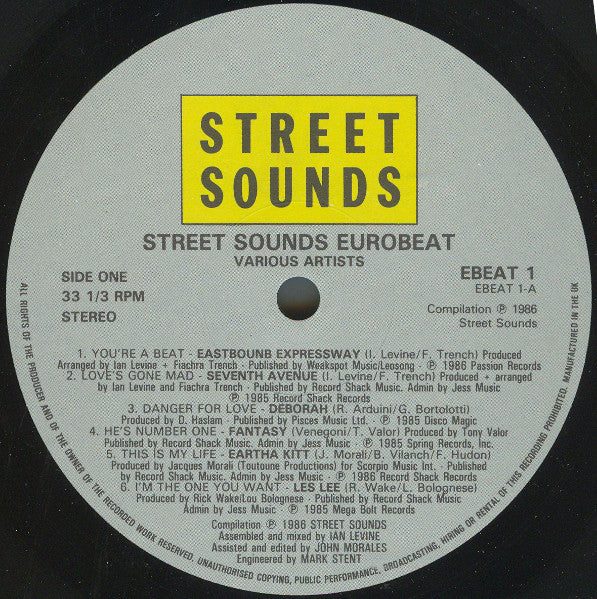 STREET
SOUNDS
STREET SOUNDS EUROBEAT
VARIOUS ARTISTS
SIDE ONE
33 1/3 RPM
STEREO
EBEAT 1
EBEAT 1-A
Compilation ℗ 1986
Street Sounds
1. YOU'RE A BEAT - EASTBOUNB EXPRESSWAY (I. Levine/F. Trench) Produced
Arranged by Ian Levine + Fiachra Trench - Published by Weakspot Music/Leosong - ℗ 1986 Passion Records
2. LOVE'S GONE MAD - SEVENTH AVENUE (I. Levine/F. Trench) Produced + arranged
by Ian Levine and Fiachra Trench - Published by Record Shack Music. Admin by Jess Music
℗ 1985 Record Shack Records
3. DANGER FOR LOVE - DEBORAH (R. Arduini/G. Bortolotti)
Produced by D. Haslam - Published by Pisces Music Ltd. - ℗ 1985 Disco Magic
4. HE'S NUMBER ONE - FANTASY (Venegoni/T. Valor) Produced by Tony Valor
Published by Record Shack Music. Admin by Jess Music - ℗ 1985 Spring Records, Inc.
5. THIS IS MY LIFE - EARTHA KITT (J. Morali/B. Vilanch/F. Hudon)
Produced by Jacques Morali (Toutoune Productions) for Scorpio Music Int. - Published by
Record Shack Music. Admin by Jess Music - ℗ 1986 Record Shack Records
6. I'M THE ONE YOU WANT - LES LEE (R. Wake/L. Bolognese)
Produced by Rick Wake/Lou Bolognese - Published by Record Shack Music
Admin by Jess Music - ℗ 1985 Mega Bolt Records
Compilation ℗ 1986 STREET SOUNDS
Assembled and mixed by IAN LEVINE
Assisted and edited by JOHN MORALES
Engineered by MARK STENT
ALL RIGHTS OF THE PRODUCER AND OF THE OWNER OF THE RECORDED WORK RESERVED. UNAUTHORISED COPYING, PUBLIC PERFORMANCE, BROADCASTING, HIRING OR RENTAL OF THIS RECORDING PROHIBITED. MANUFACTURED IN THE UK